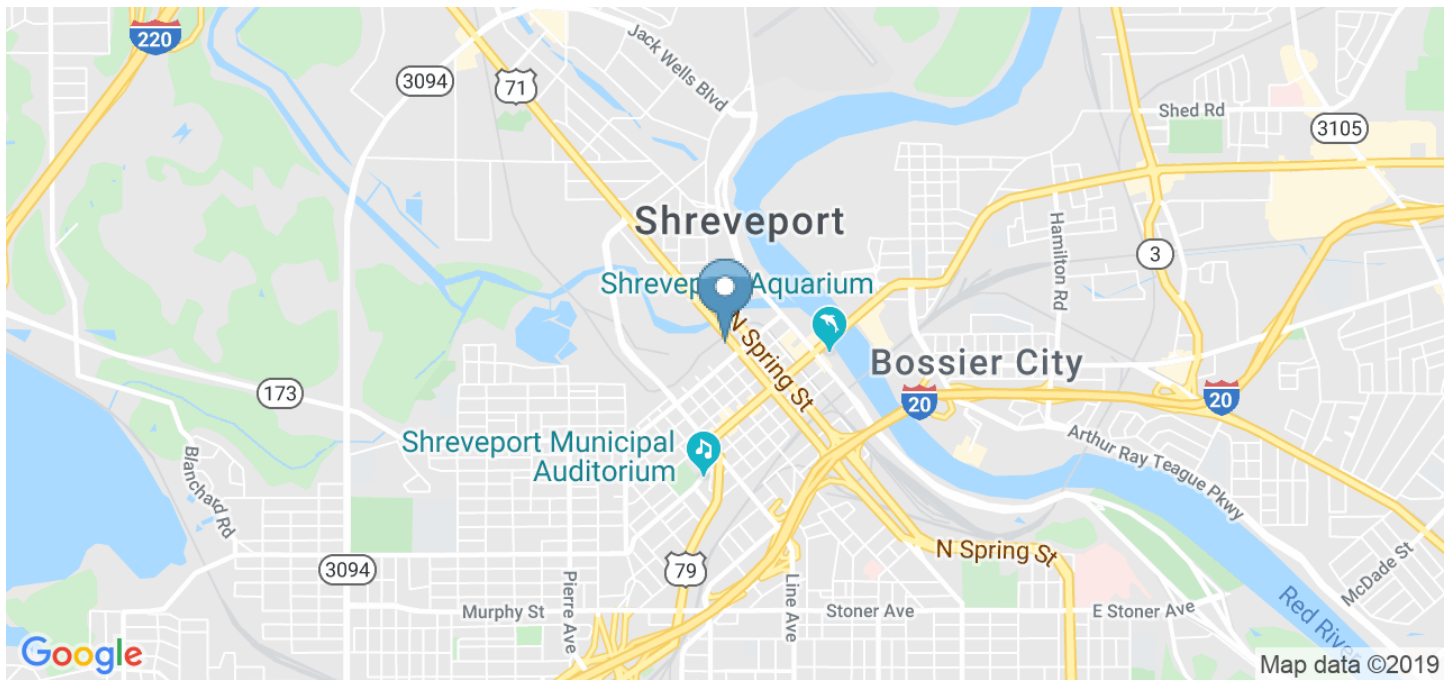 220
3094
71
Jack Wells Blvd
Shed Rd
3105
Shreveport
Hamilton Rd
3
Shreveport Aquarium
N Spring St
Bossier City
173
20
20
Shreveport Municipal
Auditorium
Arthur Ray Teague Pkwy
Blanchard Rd
N Spring St
3094
79
McDade St
Pierre Ave
Line Ave
Murphy St
Stoner Ave
E Stoner Ave
Red River
Google
Map data ©2019